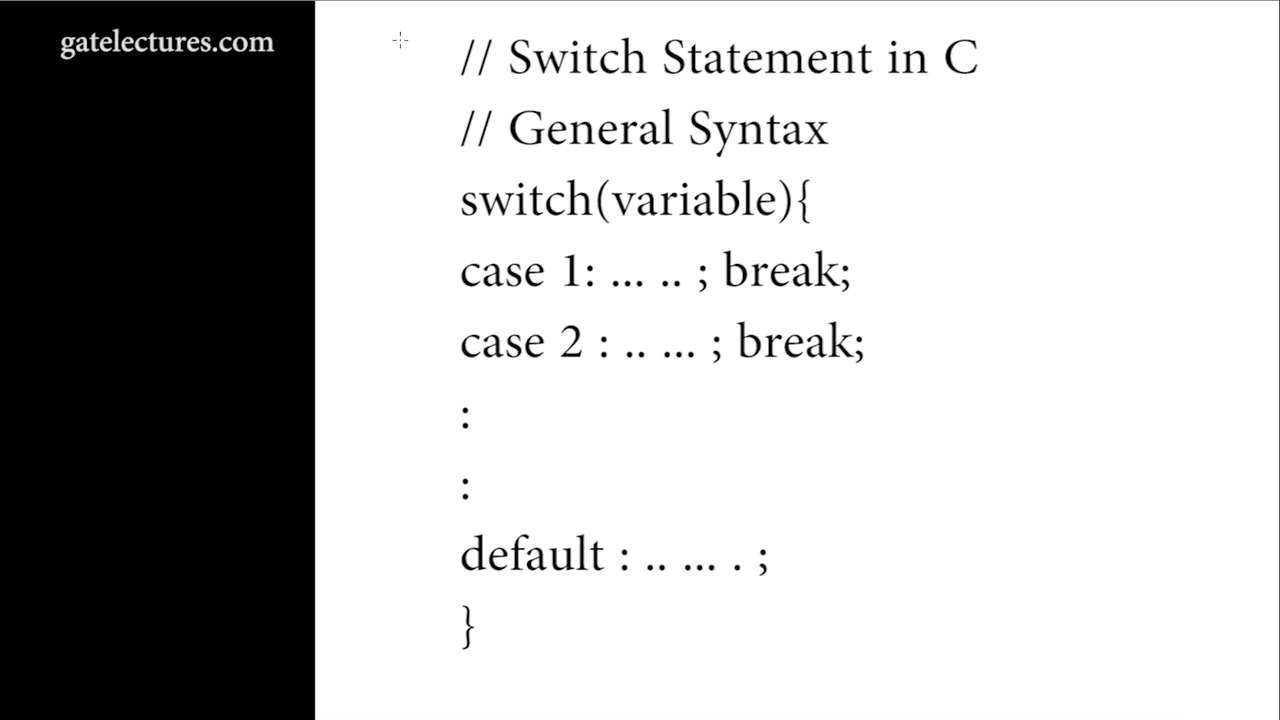 gatelectures.com
// Switch Statement in C
// General Syntax
switch(variable){
case 1: ... .. ; break;
case 2 : .. ... ; break;
:
:
default : .. ... . ;
}